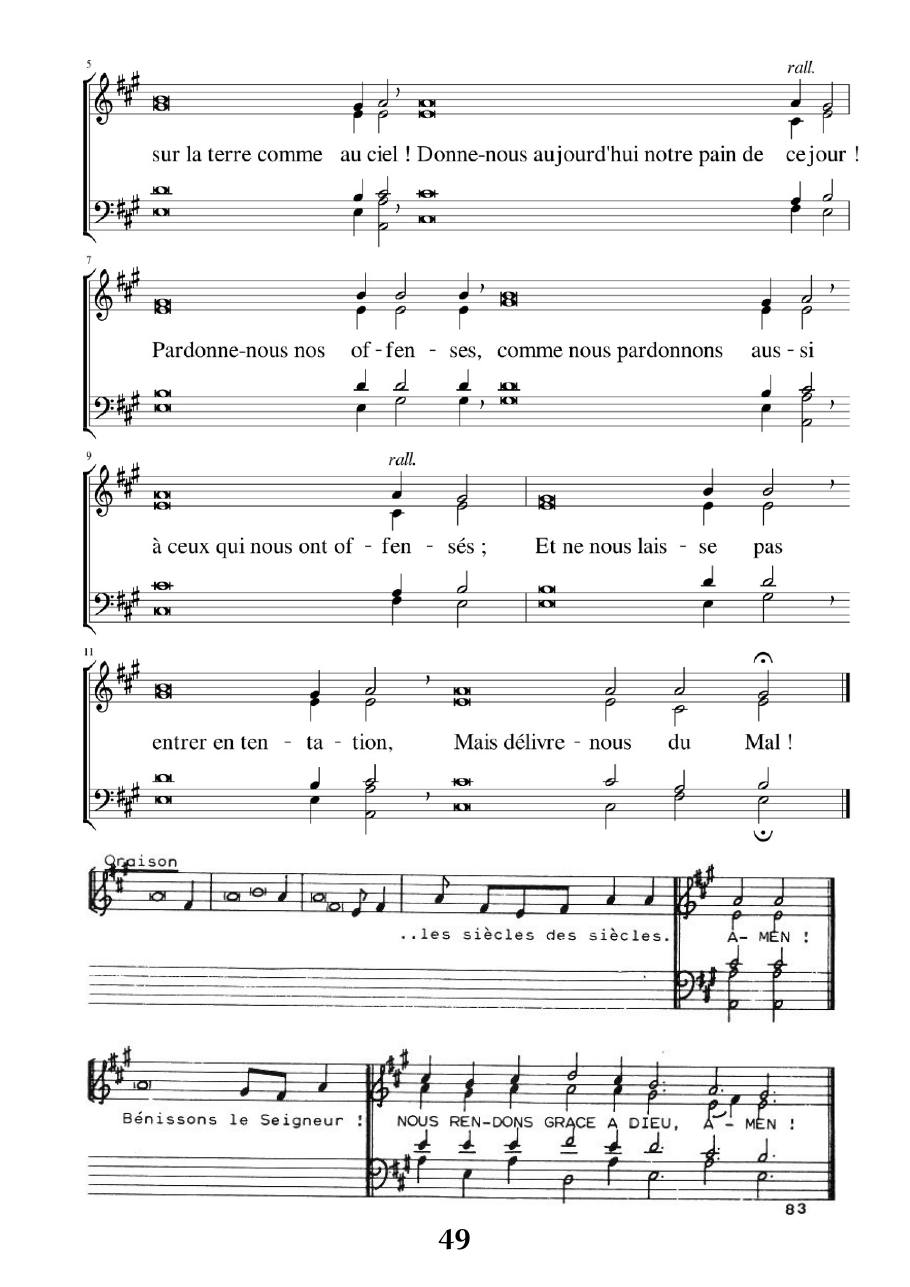 5
rall.
sur la terre comme au ciel ! Donne-nous aujourd'hui notre pain de ce jour !
7
Pardonne-nous nos of - fen - ses, comme nous pardonnons aus - si
9
rall.
à ceux qui nous ont of - fen - sés ; Et ne nous lais - se pas
11
entrer en ten - ta - tion, Mais délivre - nous du Mal !
Oraison
..les siècles des siècles. A- MEN !
Bénissons le Seigneur ! NOUS REN-DONS GRACE A DIEU, A - MEN !
83
49